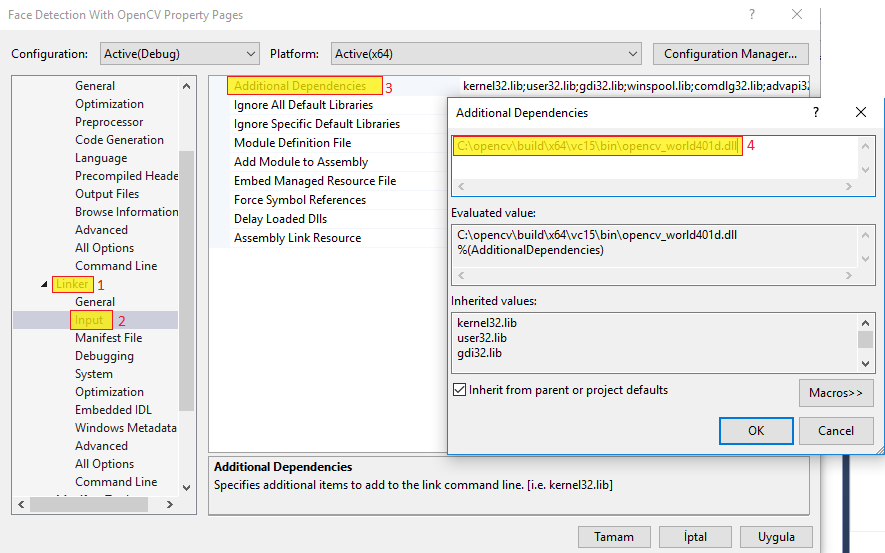 Face Detection With OpenCV Property Pages
Configuration: Active(Debug) Platform: Active(x64) Configuration Manager...
General
Optimization
Preprocessor
Code Generation
Language
Precompiled Heade
Output Files
Browse Information
Advanced
All Options
Command Line
Linker 1
General
Input 2
Manifest File
Debugging
System
Optimization
Embedded IDL
Windows Metadata
Advanced
All Options
Command Line
Additional Dependencies 3 kernel32.lib;user32.lib;gdi32.lib;winspool.lib;comdlg32.lib;advapi32
Ignore All Default Libraries
Ignore Specific Default Libraries
Module Definition File
Add Module to Assembly
Embed Managed Resource File
Force Symbol References
Delay Loaded Dlls
Assembly Link Resource
Additional Dependencies
C:\opencv\build\x64\vc15\bin\opencv_world401d.dll 4
Evaluated value:
C:\opencv\build\x64\vc15\bin\opencv_world401d.dll
%(AdditionalDependencies)
Inherited values:
kernel32.lib
user32.lib
gdi32.lib
Inherit from parent or project defaults
Macros>>
OK Cancel
Additional Dependencies
Specifies additional items to add to the link command line. [i.e. kernel32.lib]
Tamam İptal Uygula